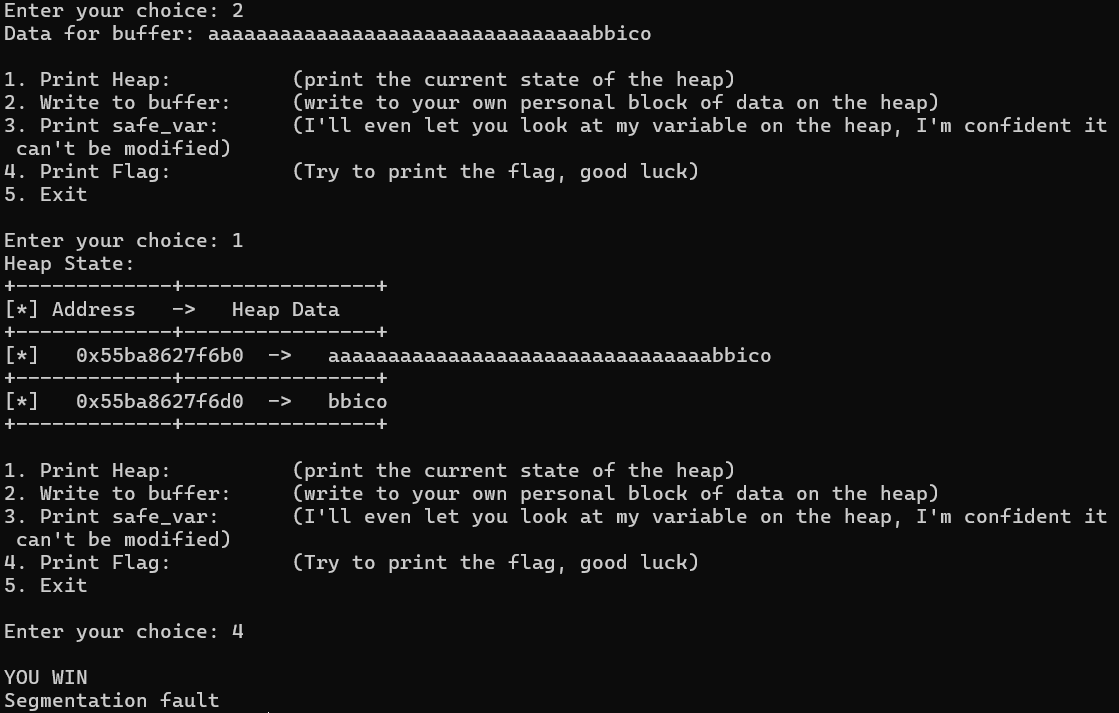 Enter your choice: 2
Data for buffer: aaaaaaaaaaaaaaaaaaaaaaaaaaaaaaaabbico
1. Print Heap:          (print the current state of the heap)
2. Write to buffer:     (write to your own personal block of data on the heap)
3. Print safe_var:      (I'll even let you look at my variable on the heap, I'm confident it
 can't be modified)
4. Print Flag:          (Try to print the flag, good luck)
5. Exit
Enter your choice: 1
Heap State:
+-------------+----------------+
[*] Address   ->   Heap Data
+-------------+----------------+
[*]   0x55ba8627f6b0  ->   aaaaaaaaaaaaaaaaaaaaaaaaaaaaaaaabbico
+-------------+----------------+
[*]   0x55ba8627f6d0  ->   bbico
+-------------+----------------+
1. Print Heap:          (print the current state of the heap)
2. Write to buffer:     (write to your own personal block of data on the heap)
3. Print safe_var:      (I'll even let you look at my variable on the heap, I'm confident it
 can't be modified)
4. Print Flag:          (Try to print the flag, good luck)
5. Exit
Enter your choice: 4
YOU WIN
Segmentation fault